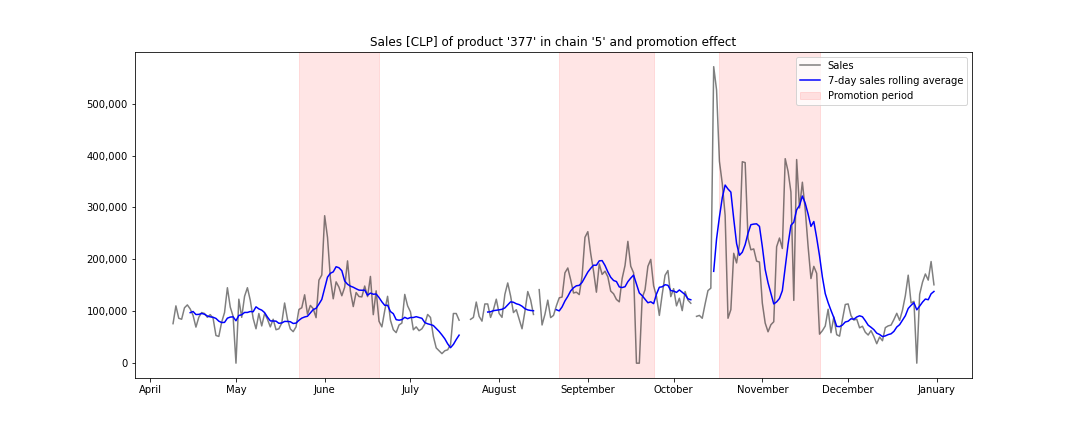 Sales [CLP] of product '377' in chain '5' and promotion effect
Sales
7-day sales rolling average
Promotion period
500,000
400,000
300,000
200,000
100,000
0
April May June July August September October November December January